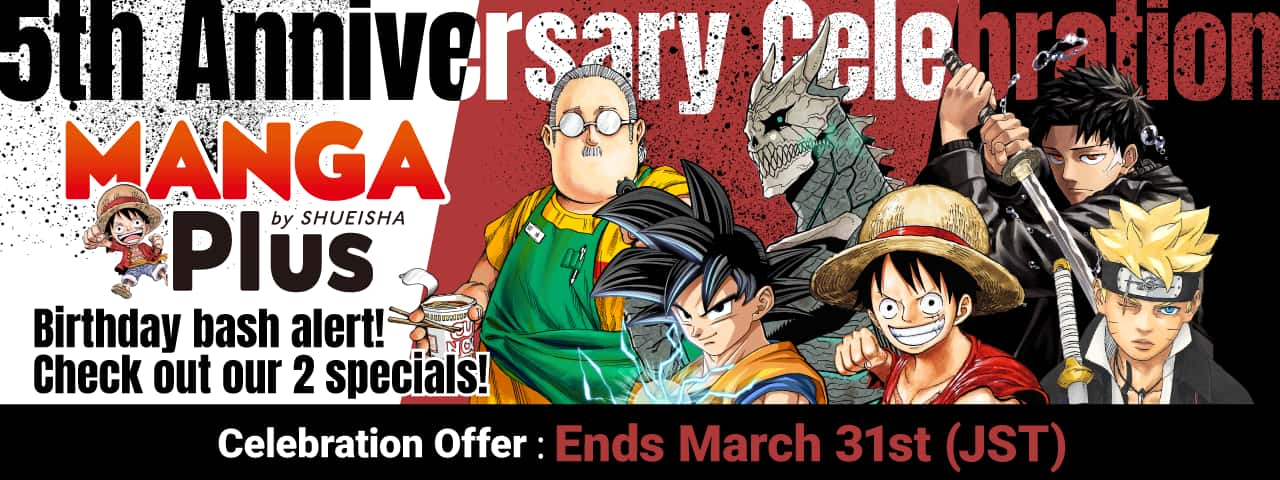 5th Anniversary Celebration
MANGA
by SHUEISHA
Plus
Birthday bash alert!
Check out our 2 specials!
Celebration Offer : Ends March 31st (JST)